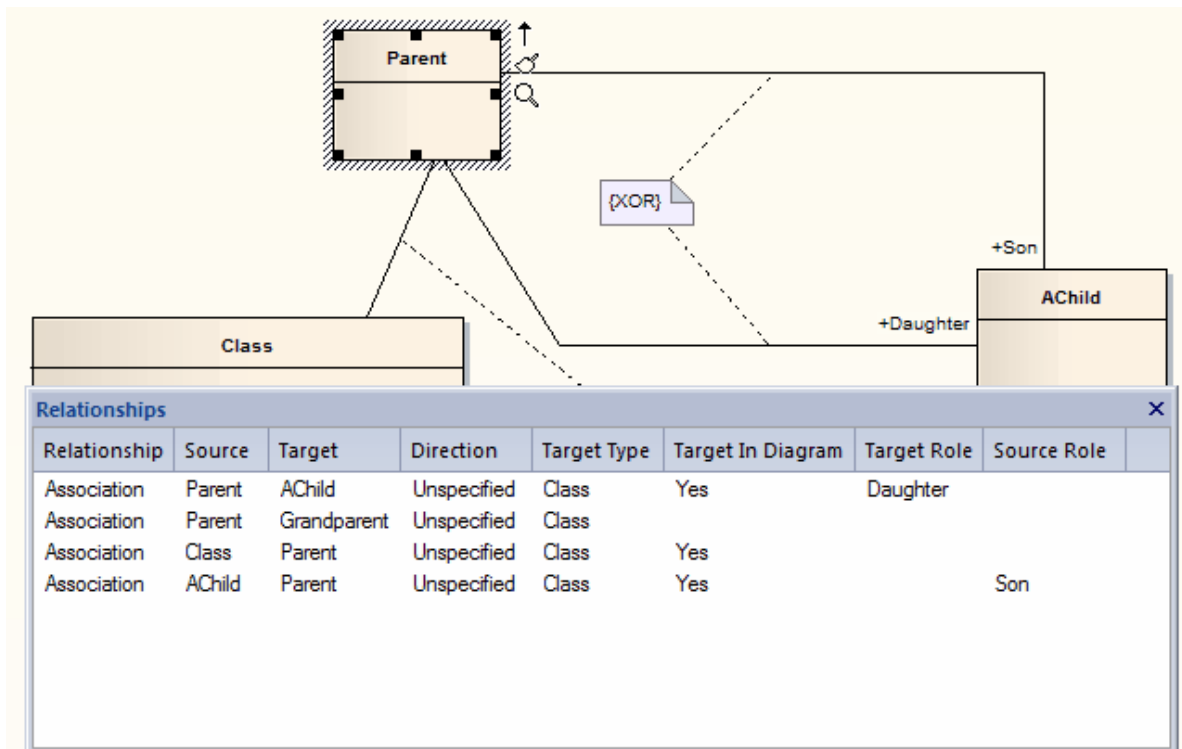 Parent
{XOR}
+Son
AChild
+Daughter
Class
Relationships
Relationship Source Target Direction Target Type Target In Diagram Target Role Source Role
Association Parent AChild Unspecified Class Yes Daughter
Association Parent Grandparent Unspecified Class
Association Class Parent Unspecified Class Yes
Association AChild Parent Unspecified Class Yes Son